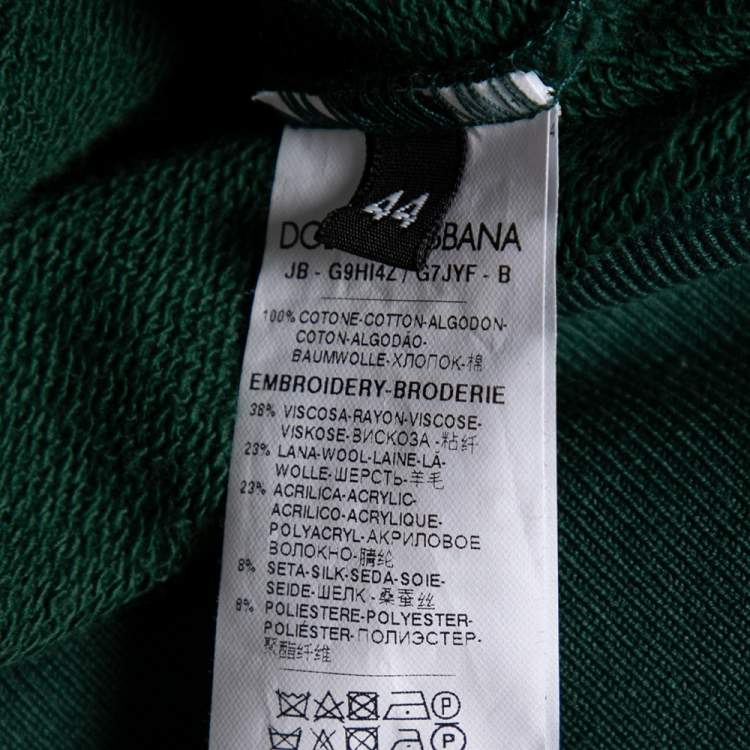 44
BBANA
JB - G9HI4Z / G7JYF - B
100% COTONE-COTTON-ALGODON-
COTON-ALGODÃO-
BAUMWOLLE-ХЛОПОК-棉
EMBROIDERY-BRODERIE
38% VISCOSA-RAYON-VISCOSE-
VISKOSE-ВИСКОЗА-粘纤
23% LANA-WOOL-LAINE-LÃ-
WOLLE-ШЕРСТЬ-羊毛
23% ACRILICA-ACRYLIC-
ACRILICO-ACRYLIQUE-
POLYACRYL-АКРИЛОВОЕ
ВОЛОКНО-腈纶
8% SETA-SILK-SEDA-SOIE-
SEIDE-ШЕЛК-桑蚕丝
8% POLIESTERE-POLYESTER-
POLIÉSTER-ПОЛИЭСТЕР-
聚酯纤维
P
P